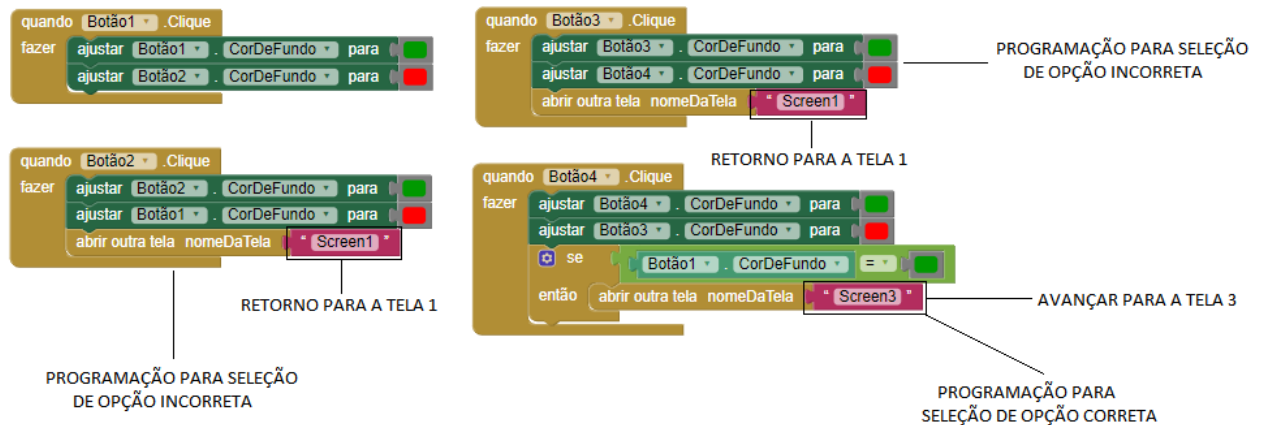 quando Botão1 .Clique
fazer ajustar Botão1 . CorDeFundo para
ajustar Botão2 . CorDeFundo para
quando Botão2 .Clique
fazer ajustar Botão2 . CorDeFundo para
ajustar Botão1 . CorDeFundo para
abrir outra tela nomeDaTela " Screen1 "
RETORNO PARA A TELA 1
PROGRAMAÇÃO PARA SELEÇÃO
DE OPÇÃO INCORRETA
quando Botão3 .Clique
fazer ajustar Botão3 . CorDeFundo para
ajustar Botão4 . CorDeFundo para
abrir outra tela nomeDaTela " Screen1 "
PROGRAMAÇÃO PARA SELEÇÃO
DE OPÇÃO INCORRETA
RETORNO PARA A TELA 1
quando Botão4 .Clique
fazer ajustar Botão4 . CorDeFundo para
ajustar Botão3 . CorDeFundo para
se Botão1 . CorDeFundo =
então abrir outra tela nomeDaTela " Screen3 "
AVANÇAR PARA A TELA 3
PROGRAMAÇÃO PARA
SELEÇÃO DE OPÇÃO CORRETA